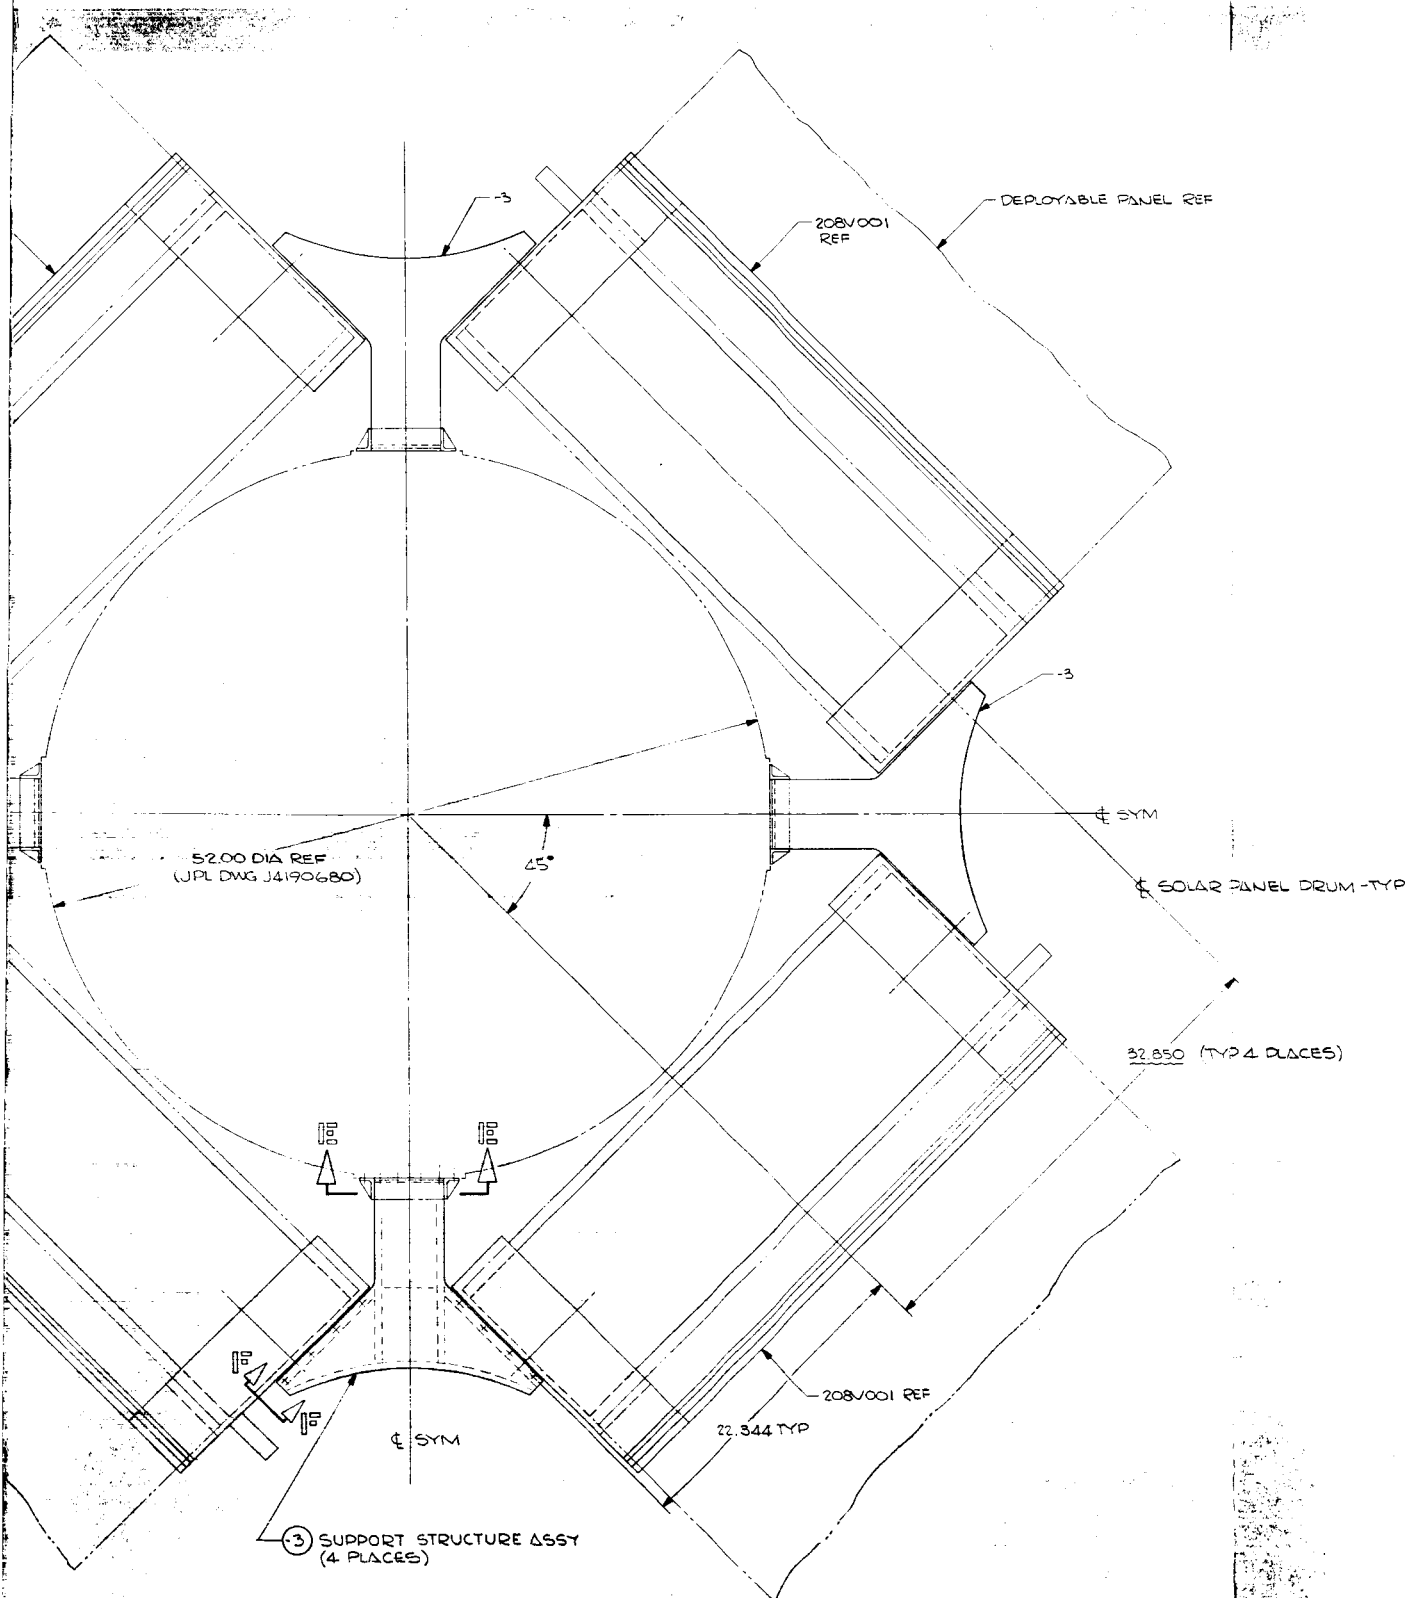 -3
DEPLOYABLE PANEL REF
208V001
REF
-3
℄ SYM
52.00 DIA REF
(JPL DWG J4190680)
45°
℄ SOLAR PANEL DRUM-TYP
32.850 (TYP 4 PLACES)
E E
208V001 REF
F
F
22.344 TYP
℄ SYM
-3 SUPPORT STRUCTURE ASSY
(4 PLACES)